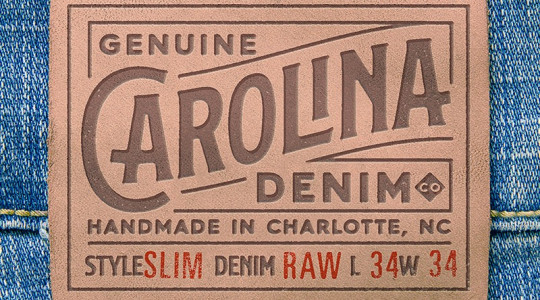 GENUINE
CAROLINA
DENIM CO
HANDMADE IN CHARLOTTE, NC
STYLE SLIM DENIM RAW L 34 W 34